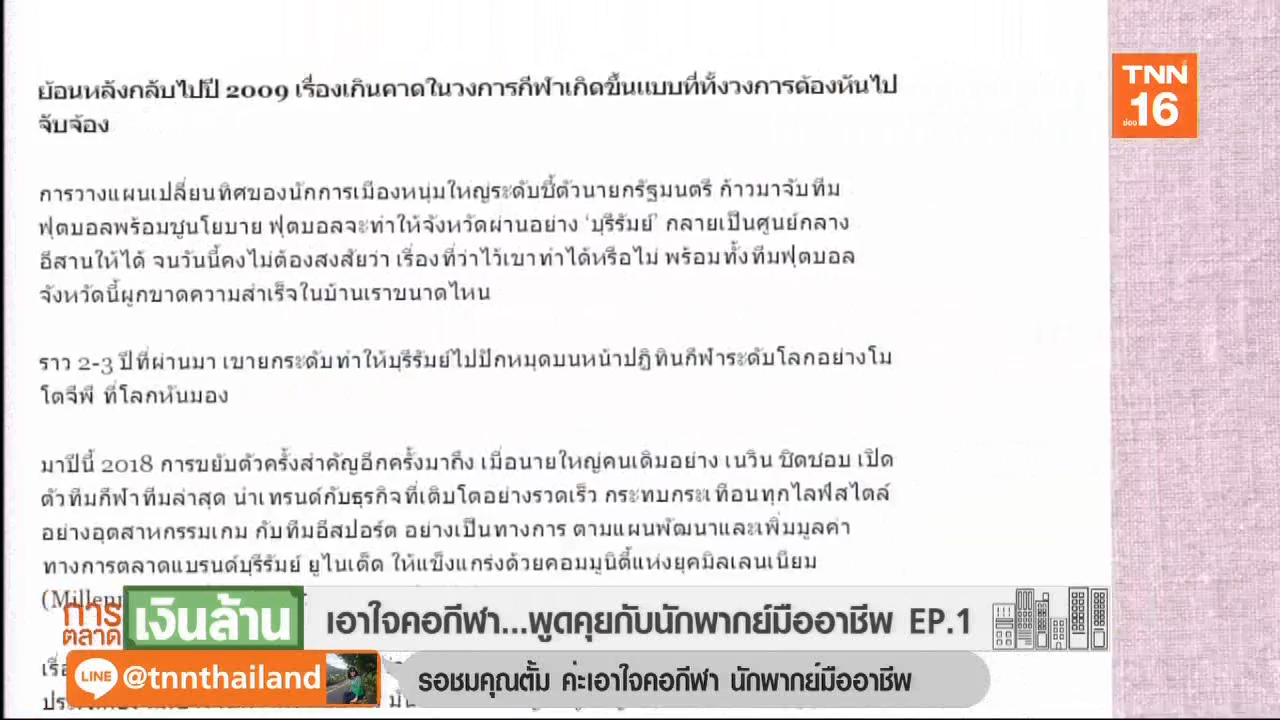 ย้อนหลังกลับไปปี 2009 เรื่องเกินคาดในวงการกีฬาเกิดขึ้นแบบที่ทั้งวงการต้องหันไป
จับจ้อง
TNN
ช่อง 16
การวางแผนเปลี่ยนทิศของนักการเมืองหนุ่มใหญ่ระดับชี้ตัวนายกรัฐมนตรี ก้าวมาจับทีม
ฟุตบอลพร้อมชูนโยบาย ฟุตบอลจะทำให้จังหวัดผ่านอย่าง ‘บุรีรัมย์’ กลายเป็นศูนย์กลาง
อีสานให้ได้ จนวันนี้คงไม่ต้องสงสัยว่า เรื่องที่ว่าไว้เขาทำได้หรือไม่ พร้อมทั้งทีมฟุตบอล
จังหวัดนี้ผูกขาดความสำเร็จในบ้านเราขนาดไหน
ราว 2-3 ปีที่ผ่านมา เขายกระดับทำให้บุรีรัมย์ไปปักหมุดบนหน้าปฏิทินกีฬาระดับโลกอย่างโม
โตจีพี ที่โลกหันมอง
มาปีนี้ 2018 การขยับตัวครั้งสำคัญอีกครั้งมาถึง เมื่อนายใหญ่คนเดิมอย่าง เนวิน ชิดชอบ เปิด
ตัวทีมกีฬาทีมล่าสุด นำเทรนด์กับธุรกิจที่เติบโตอย่างรวดเร็ว กระทบกระเทือนทุกไลฟ์สไตล์
อย่างอุตสาหกรรมเกม กับทีมอีสปอร์ต อย่างเป็นทางการ ตามแผนพัฒนาและเพิ่มมูลค่า
ทางการตลาดแบรนด์บุรีรัมย์ ยูไนเต็ด ให้แข็งแกร่งด้วยคอมมูนิตี้แห่งยุคมิลเลนเนียม
(Millen
การตลาด เงินล้าน
เอาใจคอกีฬา...พูดคุยกับนักพากย์มืออาชีพ EP.1
LINE @tnnthailand
รอชมคุณตั้ม ค่ะเอาใจคอกีฬา นักพากย์มืออาชีพ